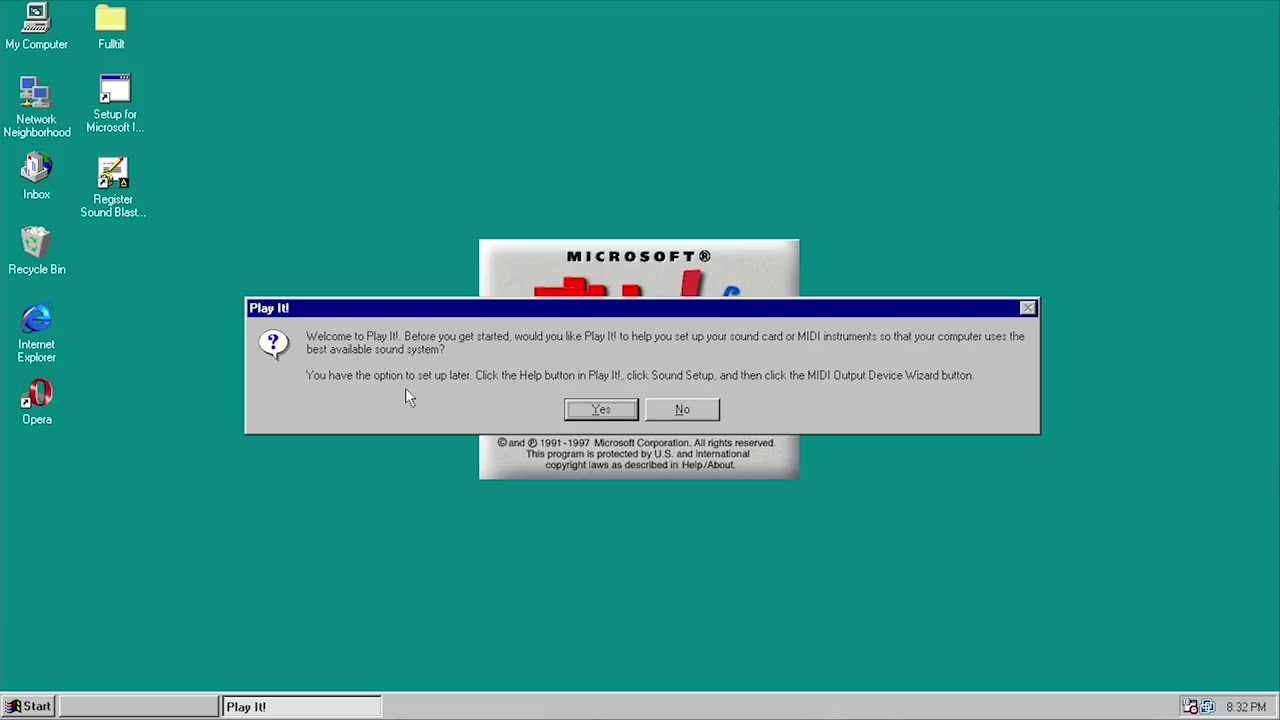 My Computer
Fulltilt
Network
Neighborhood
Setup for
Microsoft I...
Inbox
Register
Sound Blast...
Recycle Bin
Internet
Explorer
Opera
MICROSOFT®
Play It!
Welcome to Play It!. Before you get started, would you like Play It! to help you set up your sound card or MIDI instruments so that your computer uses the
best available sound system?
You have the option to set up later. Click the Help button in Play It!, click Sound Setup, and then click the MIDI Output Device Wizard button.
Yes
No
© and ℗ 1991-1997 Microsoft Corporation. All rights reserved.
This program is protected by U.S. and international
copyright laws as described in Help/About.
Start
Play It!
8:32 PM